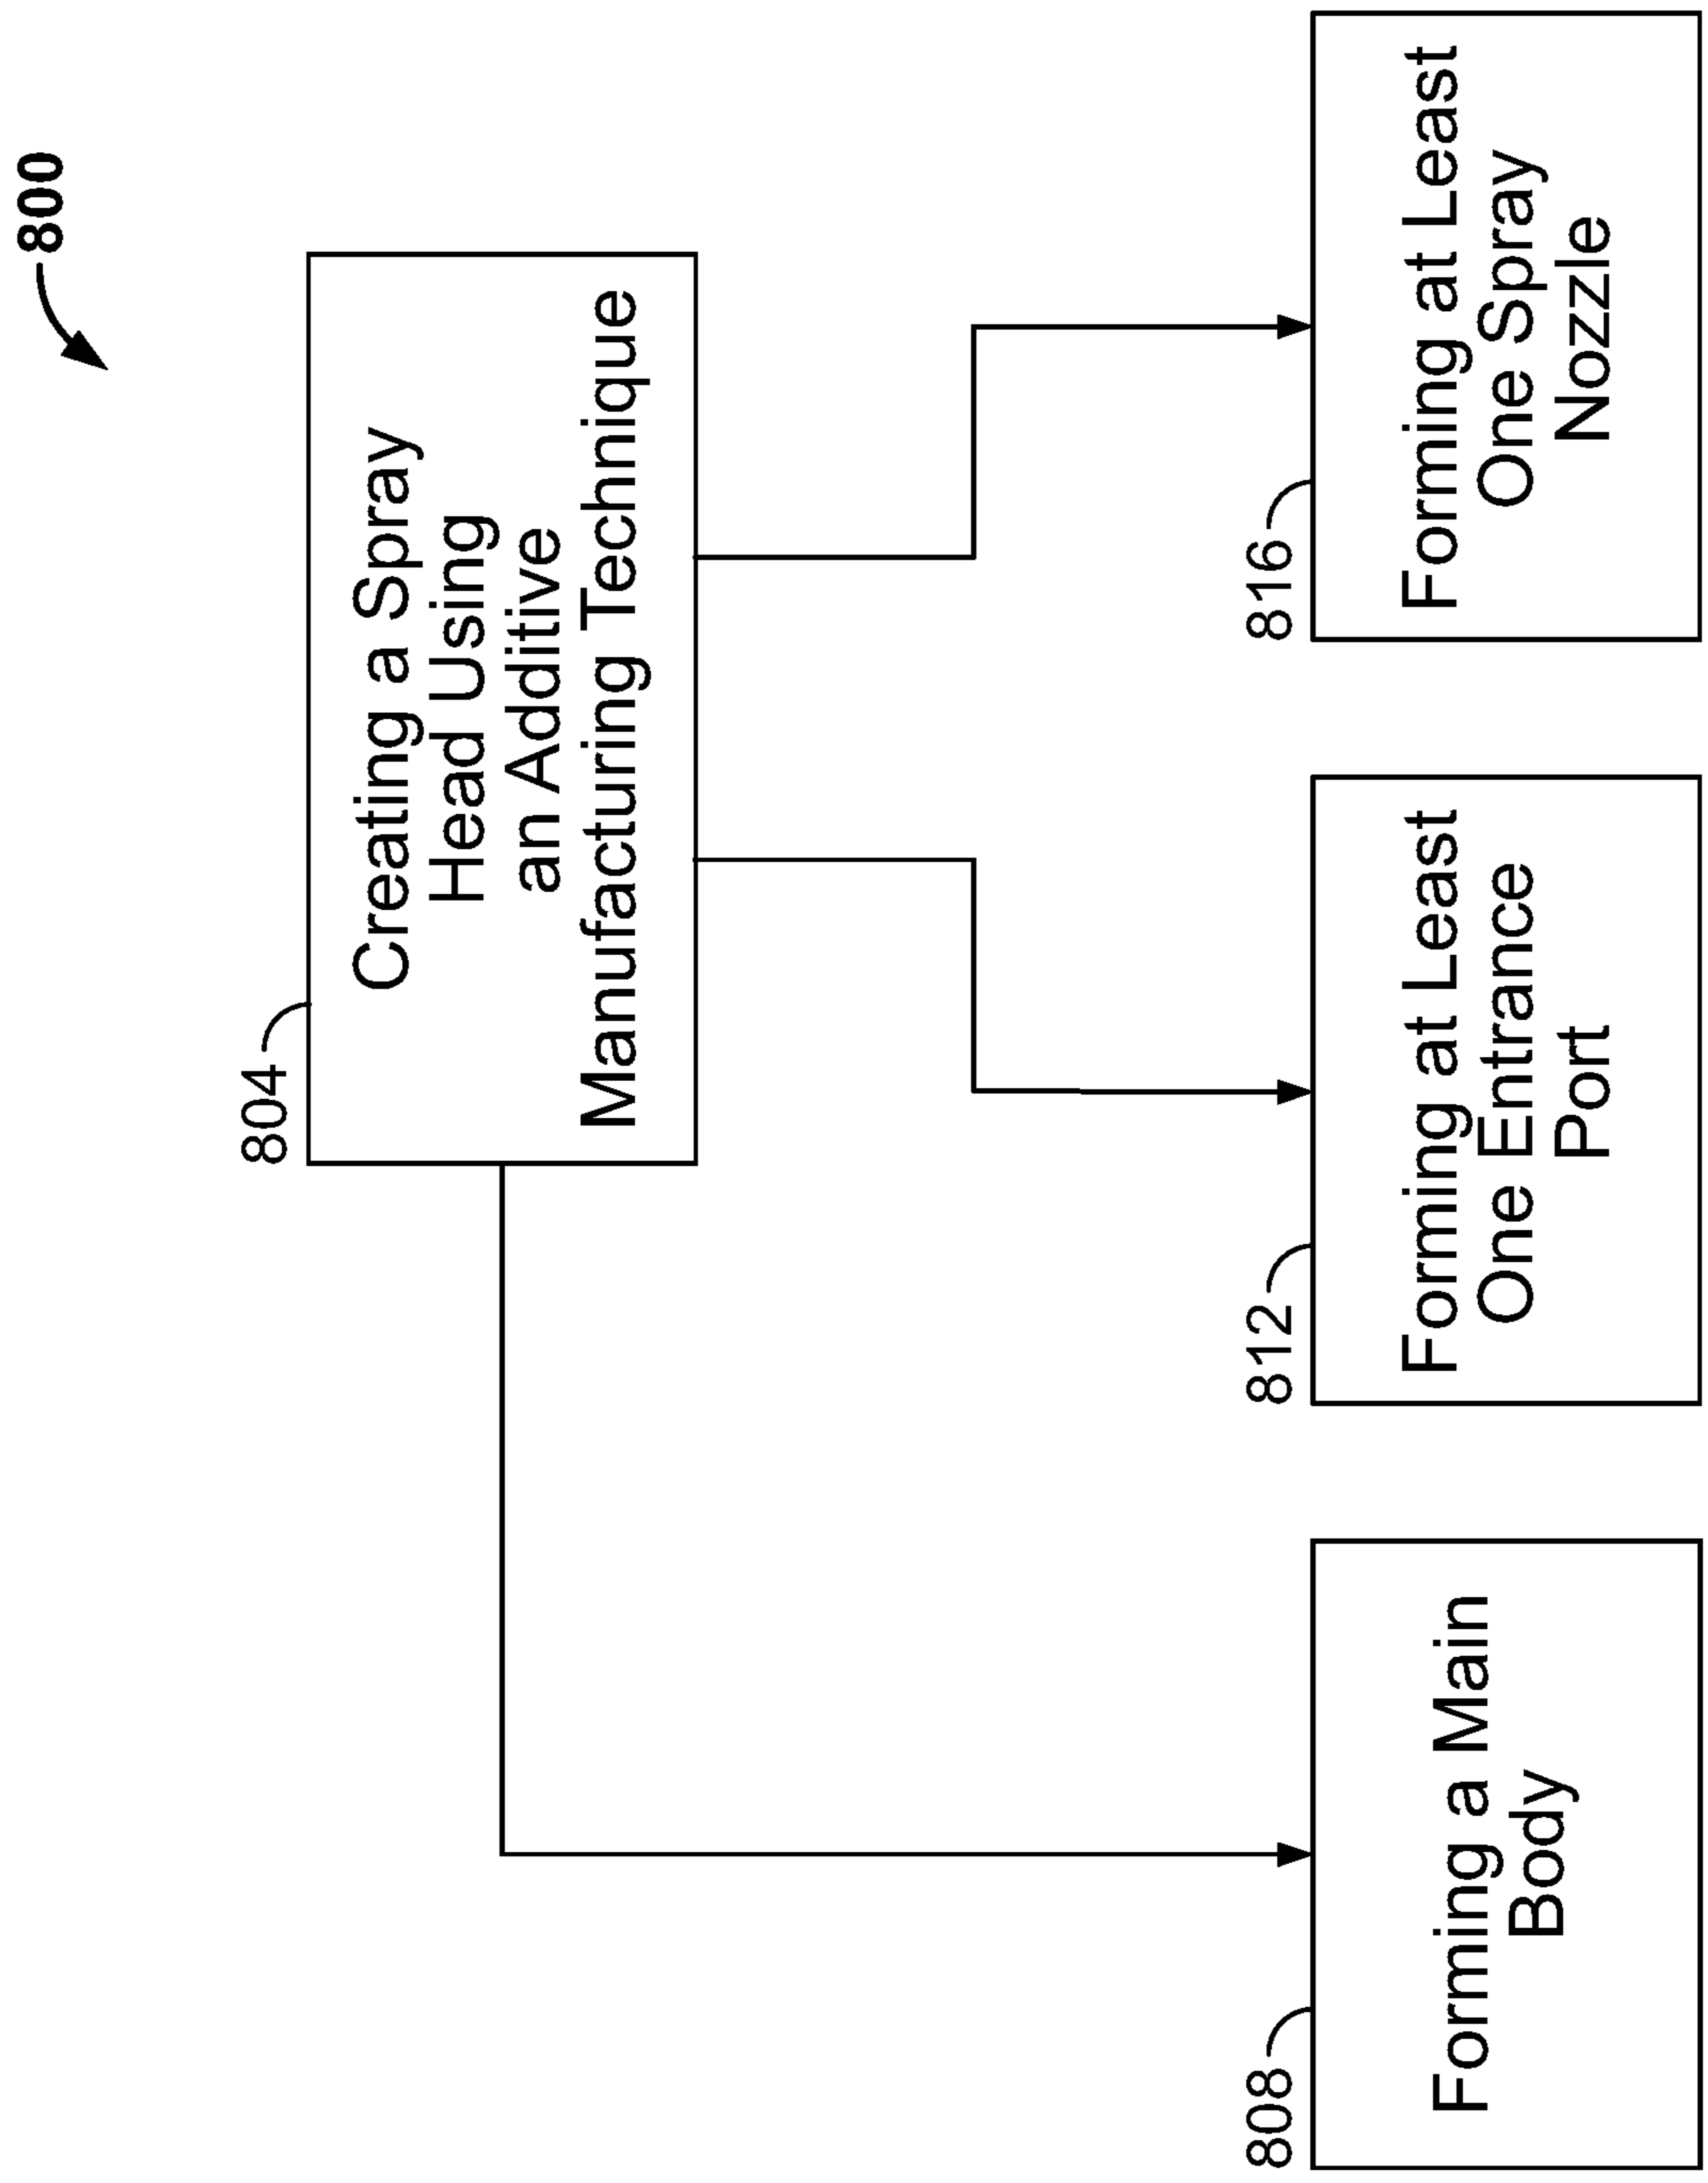 800
804
Creating a Spray
Head Using
an Additive
Manufacturing Technique
808
Forming a Main
Body
812
Forming at Least
One Entrance
Port
816
Forming at Least
One Spray
Nozzle